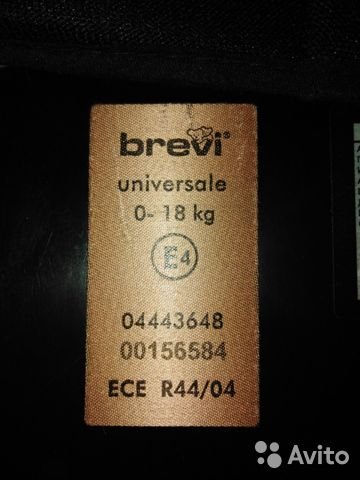 brevi®
universale
0- 18 kg
E4
04443648
00156584
ECE R44/04
Avito